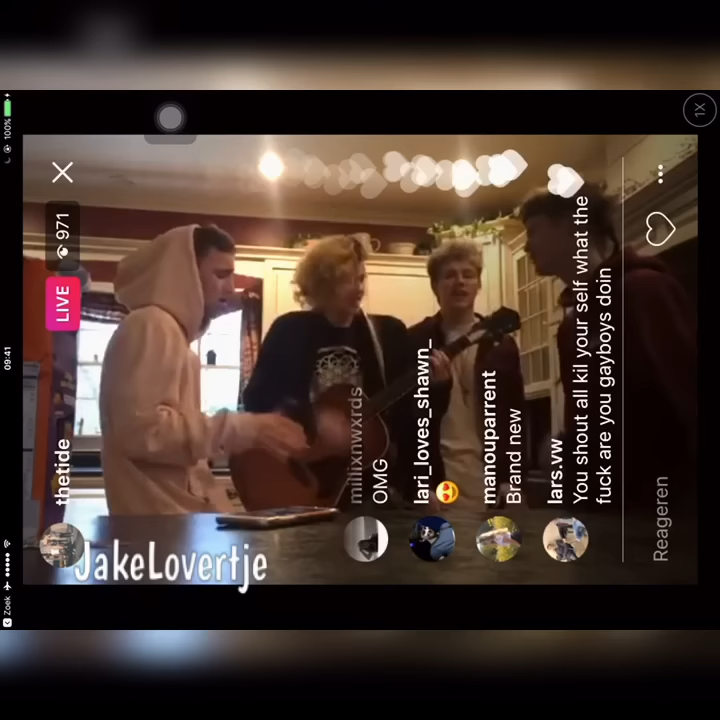 Zoek
09:41
100%
1X
thetide
LIVE
971
milixnwxrds
OMG
lari_loves_shawn_
😍
manouparrent
Brand new
lars.vw
You shout all kil your self what the
fuck are you gayboys doin
Reageren
JakeLovertje